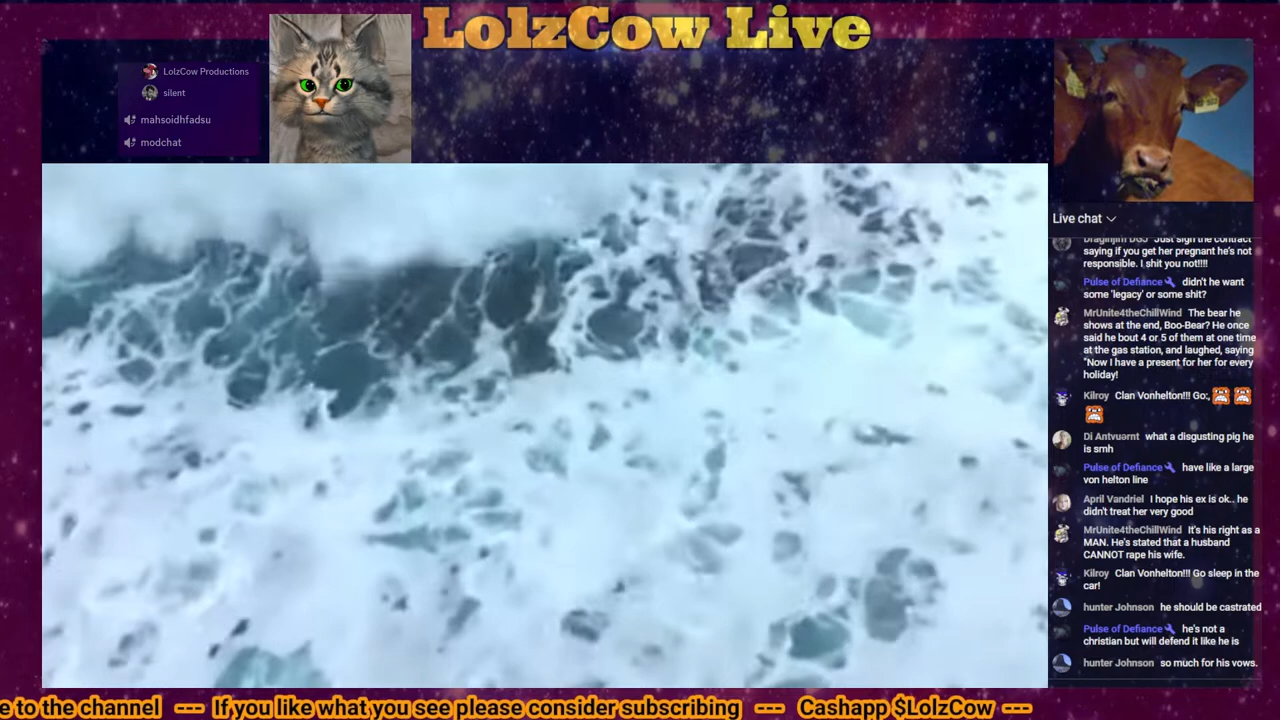 LolzCow Live
LolzCow Productions
silent
mahsoidhfadsu
modchat
Live chat
Just sign the contract
saying if you get her pregnant he's not
responsible. I shit you not!!!!
Pulse of Defiance didn't he want
some 'legacy' or some shit?
MrUnite4theChillWind The bear he
shows at the end, Boo-Bear? He once
said he bout 4 or 5 of them at one time
at the gas station, and laughed, saying
"Now I have a present for her for every
holiday!
Kilroy Clan Vonhelton!!! Go:,
Di Antvuərnt what a disgusting pig he
is smh
Pulse of Defiance have like a large
von helton line
April Vandriel I hope his ex is ok.. he
didn't treat her very good
MrUnite4theChillWind It's his right as a
MAN. He's stated that a husband
CANNOT rape his wife.
Kilroy Clan Vonhelton!!! Go sleep in the
car!
hunter Johnson he should be castrated
Pulse of Defiance he's not a
christian but will defend it like he is
hunter Johnson so much for his vows.
e to the channel --- If you like what you see please consider subscribing --- Cashapp $LolzCow ---